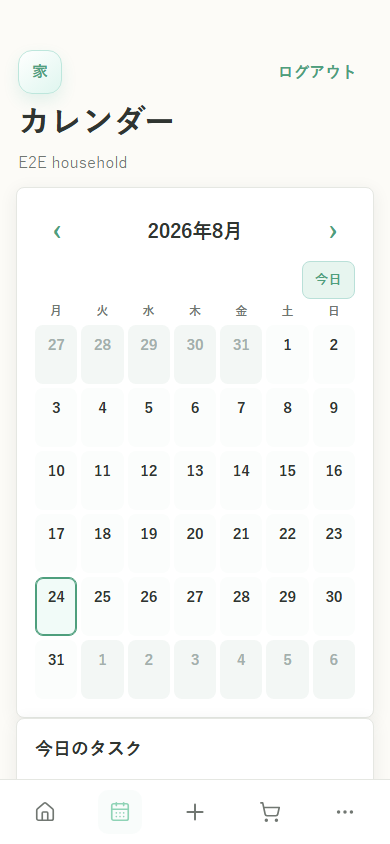 家 ログアウト
カレンダー
E2E household
‹ 2026年8月 ›
今日
月 火 水 木 金 土 日
27 28 29 30 31 1 2
3 4 5 6 7 8 9
10 11 12 13 14 15 16
17 18 19 20 21 22 23
24 25 26 27 28 29 30
31 1 2 3 4 5 6
今日のタスク